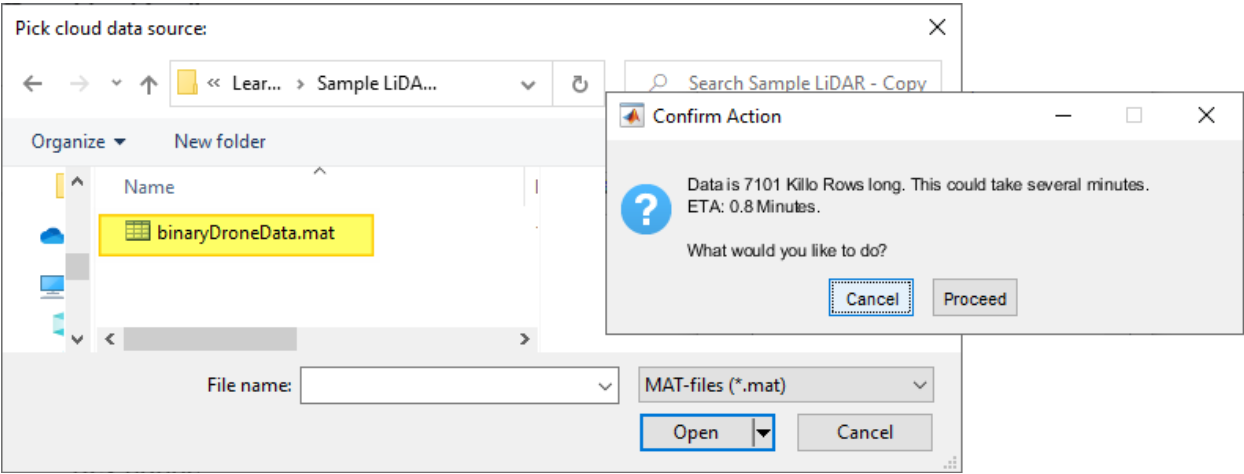 Pick cloud data source:
« Lear... › Sample LiDA...
Search Sample LiDAR - Copy
Organize
New folder
Name
binaryDroneData.mat
File name:
MAT-files (*.mat)
Open
Cancel
Confirm Action
Data is 7101 Killo Rows long. This could take several minutes.
ETA: 0.8 Minutes.
What would you like to do?
Cancel
Proceed